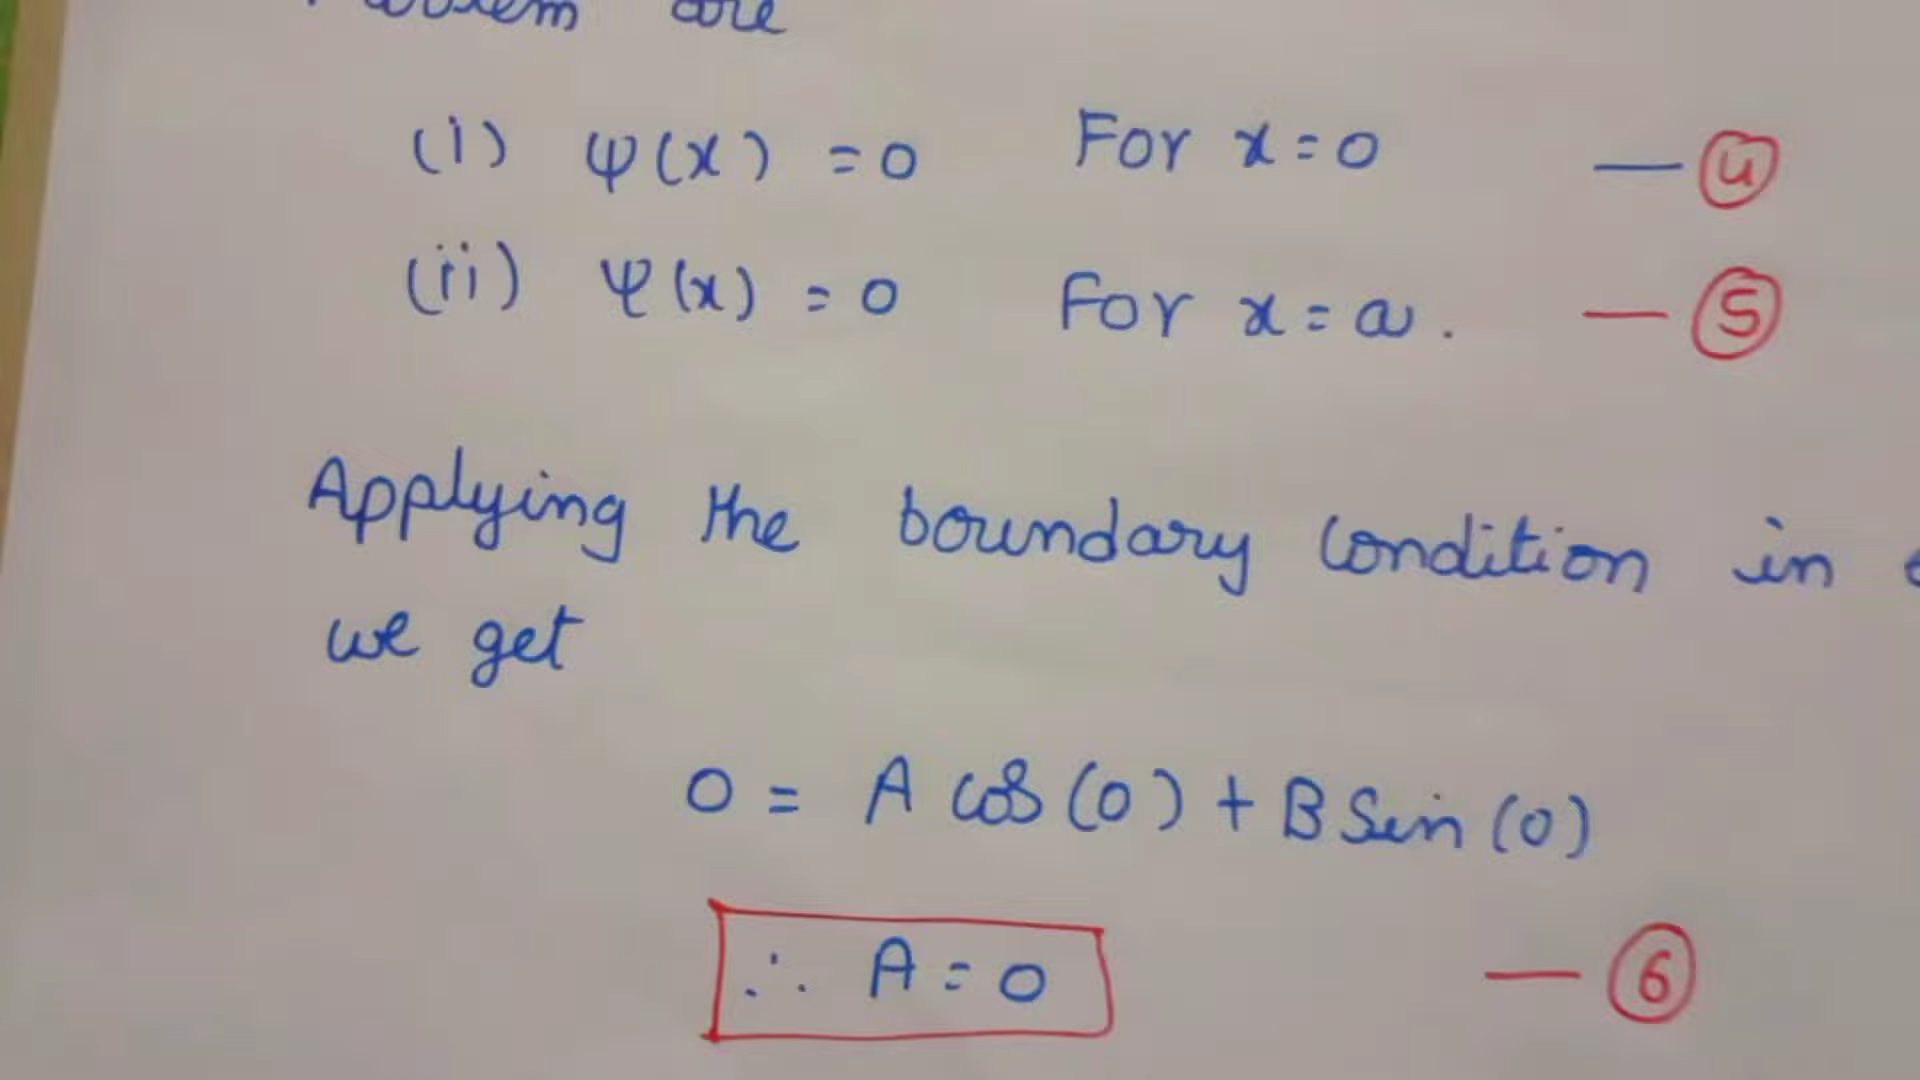 are
(i) ψ(x) = 0 For x = 0 — 4
(ii) ψ(x) = 0 For x = a. — 5
Applying the boundary condition in
we get
0 = A cos (0) + B Sin (0)
∴ A = 0 — 6